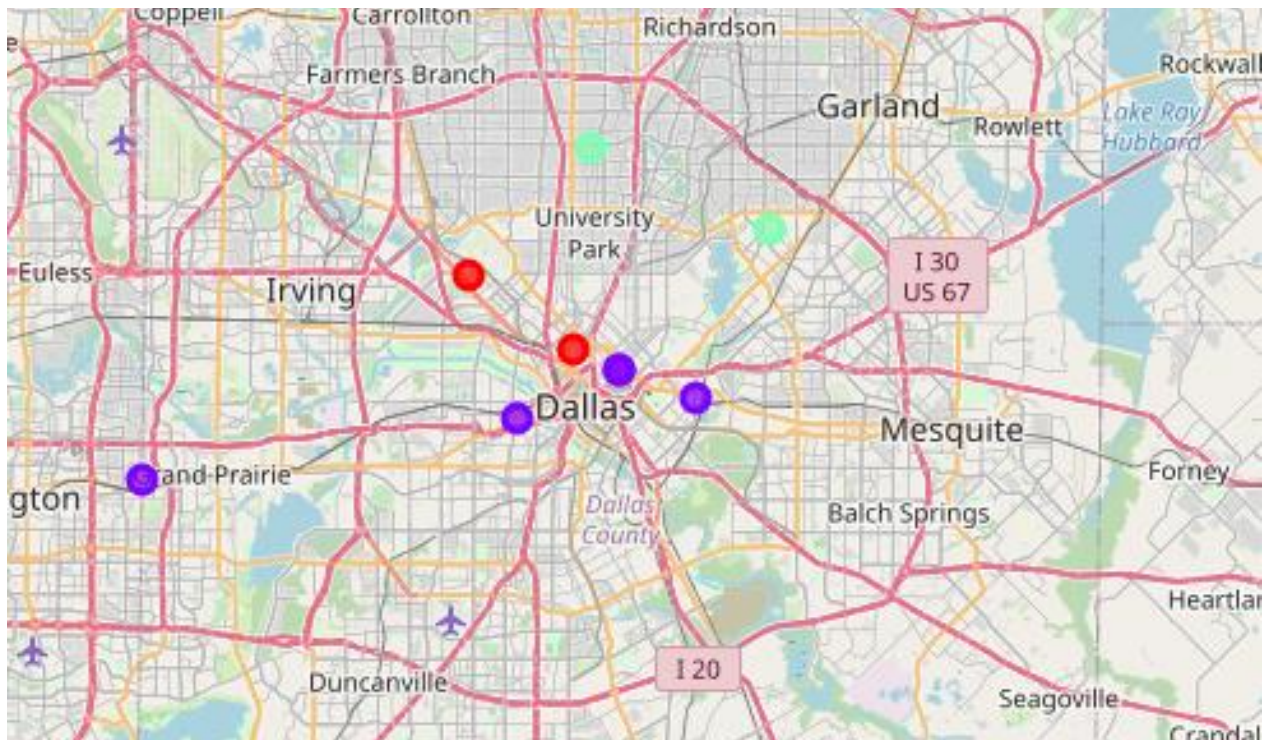 Coppell
Carrollton
Richardson
e
Farmers Branch
Rockwall
Garland
Lake Ray
Hubbard
Rowlett
University
Park
Euless
I 30
US 67
Irving
Dallas
Mesquite
Grand Prairie
Forney
gton
Dallas
County
Balch Springs
Heartlan
I 20
Duncanville
Seagoville
Crandal